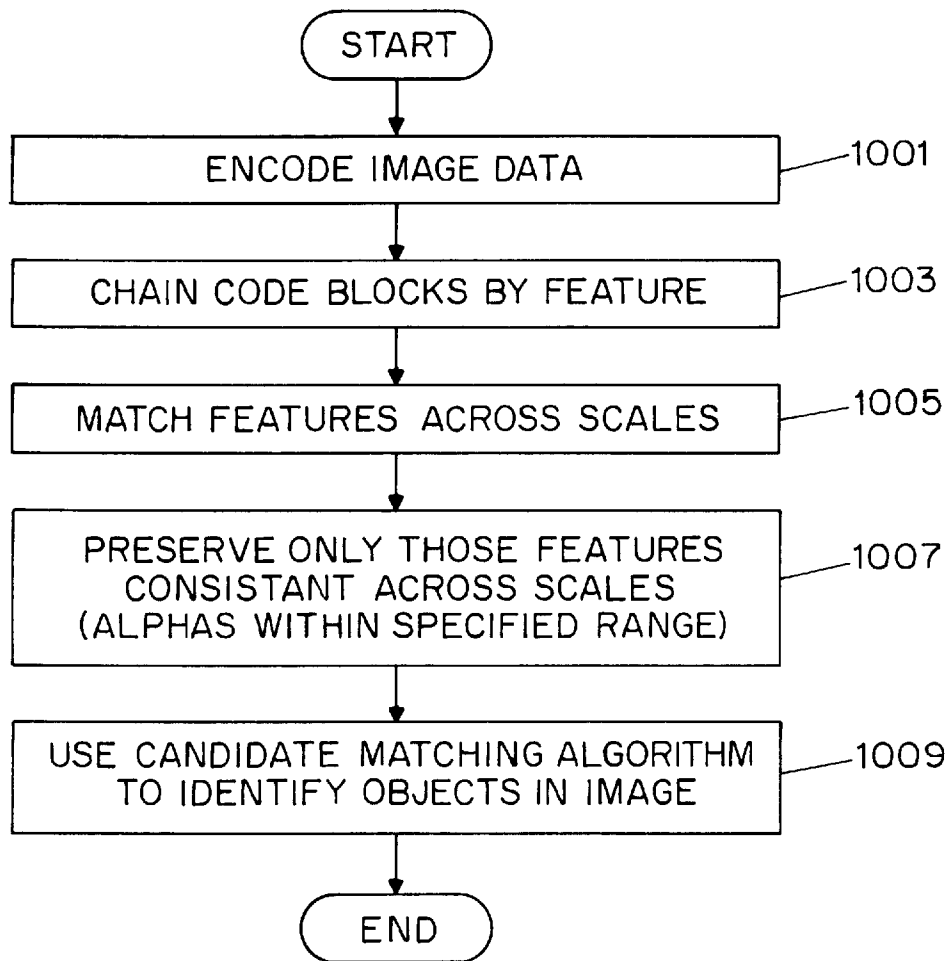 START
ENCODE IMAGE DATA
1001
CHAIN CODE BLOCKS BY FEATURE
1003
MATCH FEATURES ACROSS SCALES
1005
PRESERVE ONLY THOSE FEATURES
CONSISTANT ACROSS SCALES
(ALPHAS WITHIN SPECIFIED RANGE)
1007
USE CANDIDATE MATCHING ALGORITHM
TO IDENTIFY OBJECTS IN IMAGE
1009
END